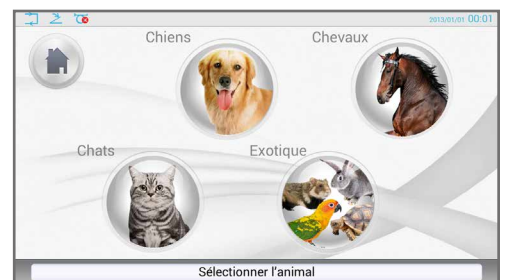 2013/01/01 00:01
Chiens
Chevaux
Chats
Exotique
Sélectionner l'animal